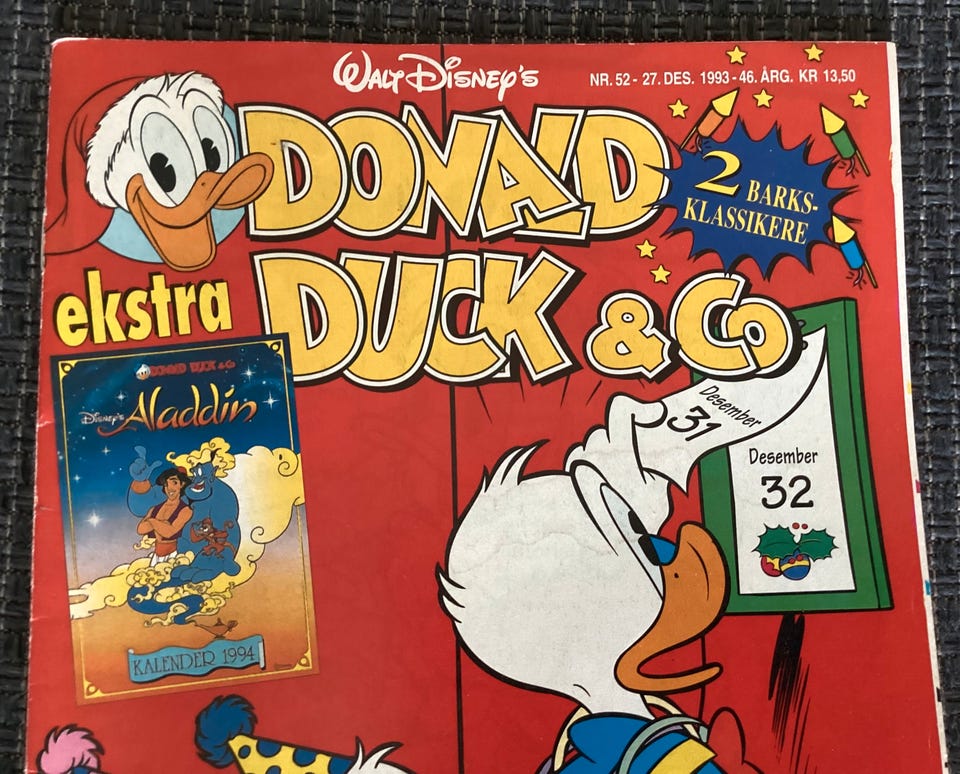 WALT DISNEY'S
NR. 52 - 27. DES. 1993 - 46. ÅRG. KR 13,50
DONALD
DUCK & Co
2 BARKS-
KLASSIKERE
ekstra
DONALD DUCK & Co
DISNEY'S Aladdin
KALENDER 1994
Desember
31
Desember
32